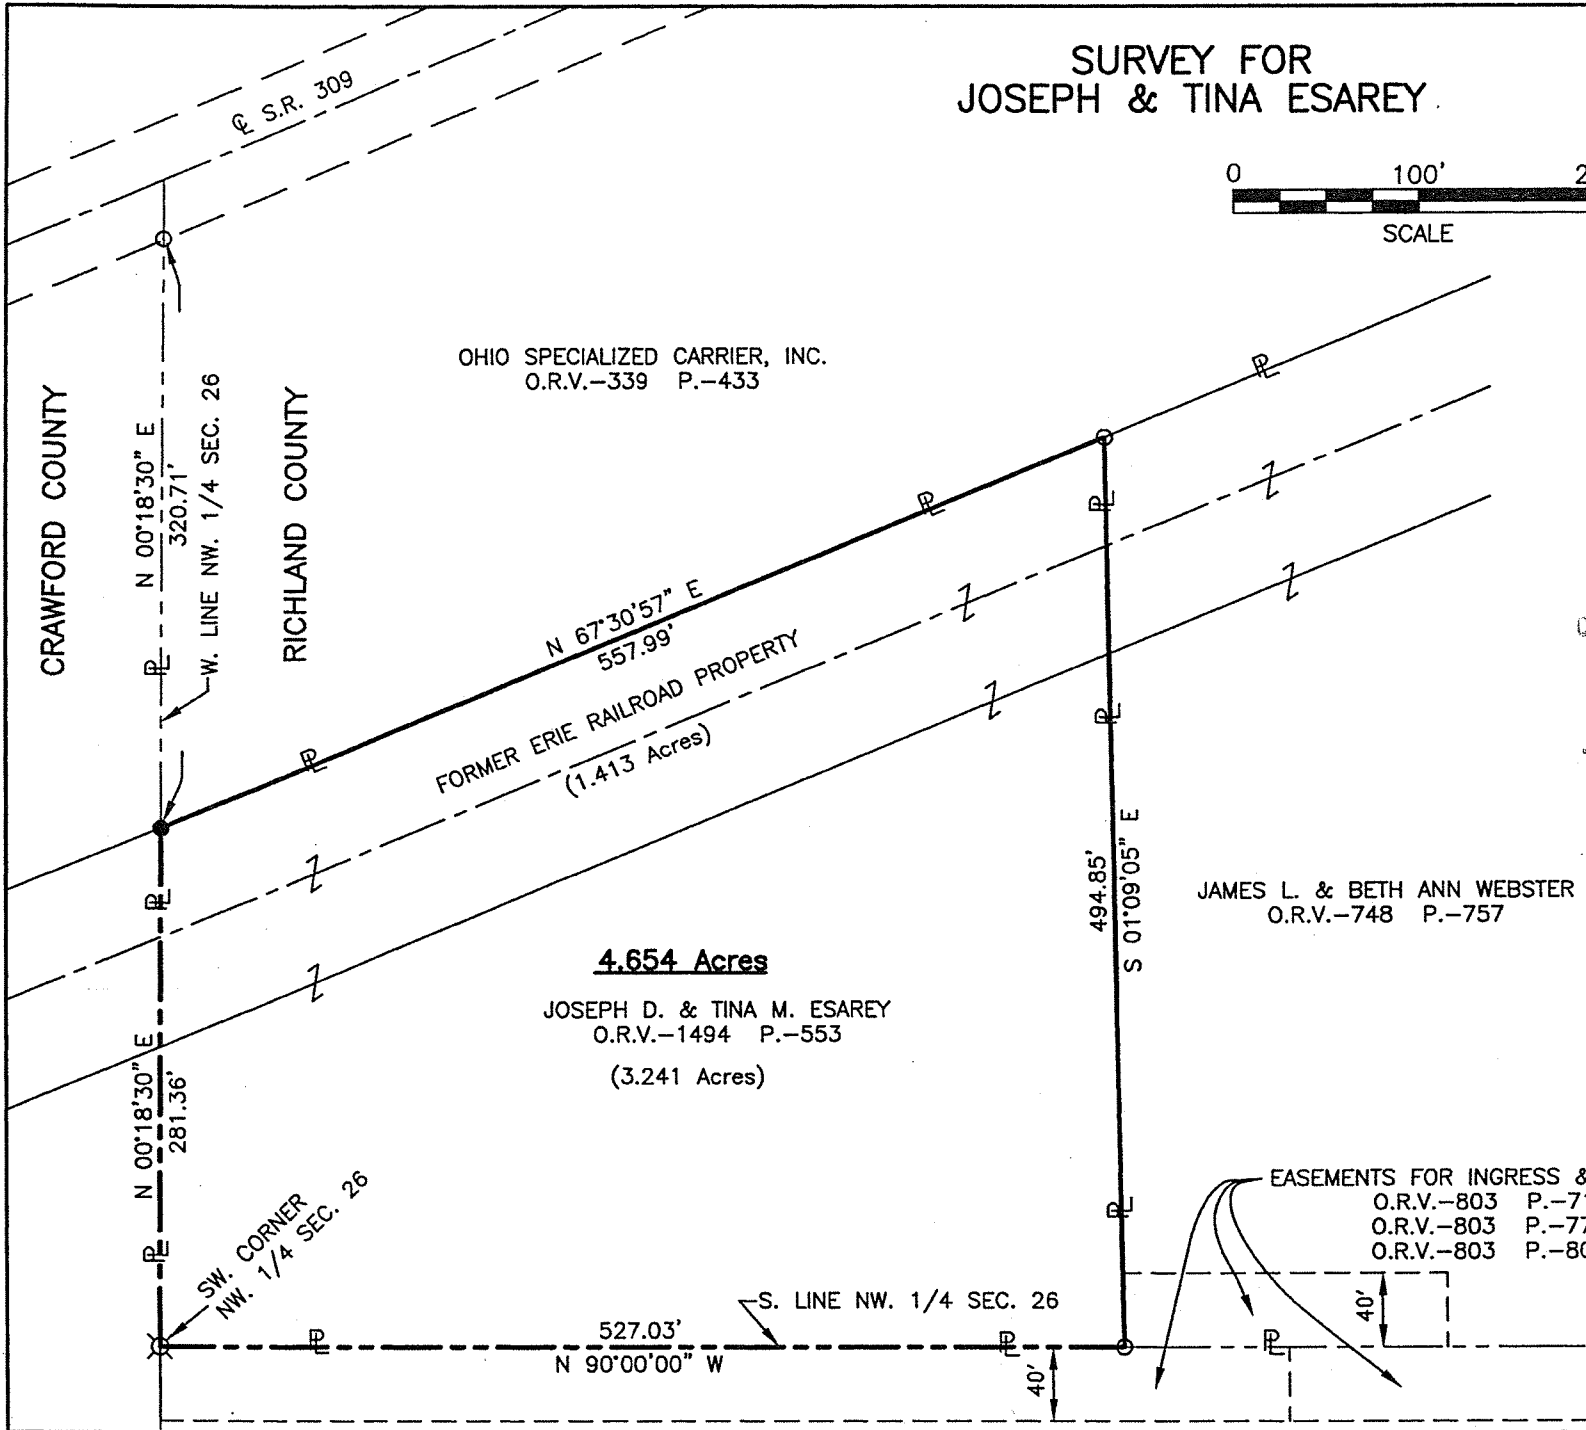 SURVEY FOR
JOSEPH & TINA ESAREY
℄ S.R. 309
0 100'
SCALE
OHIO SPECIALIZED CARRIER, INC.
O.R.V.-339 P.-433
CRAWFORD COUNTY
N 00°18'30" E
320.71'
W. LINE NW. 1/4 SEC. 26
RICHLAND COUNTY
N 67°30'57" E
557.99'
FORMER ERIE RAILROAD PROPERTY
(1.413 Acres)
494.85'
S 01°09'05" E
JAMES L. & BETH ANN WEBSTER
O.R.V.-748 P.-757
4.654 Acres
JOSEPH D. & TINA M. ESAREY
O.R.V.-1494 P.-553
(3.241 Acres)
N 00°18'30" E
281.36'
SW. CORNER
NW. 1/4 SEC. 26
EASEMENTS FOR INGRESS &
O.R.V.-803
O.R.V.-803
O.R.V.-803
S. LINE NW. 1/4 SEC. 26
527.03'
N 90°00'00" W
40'
40'